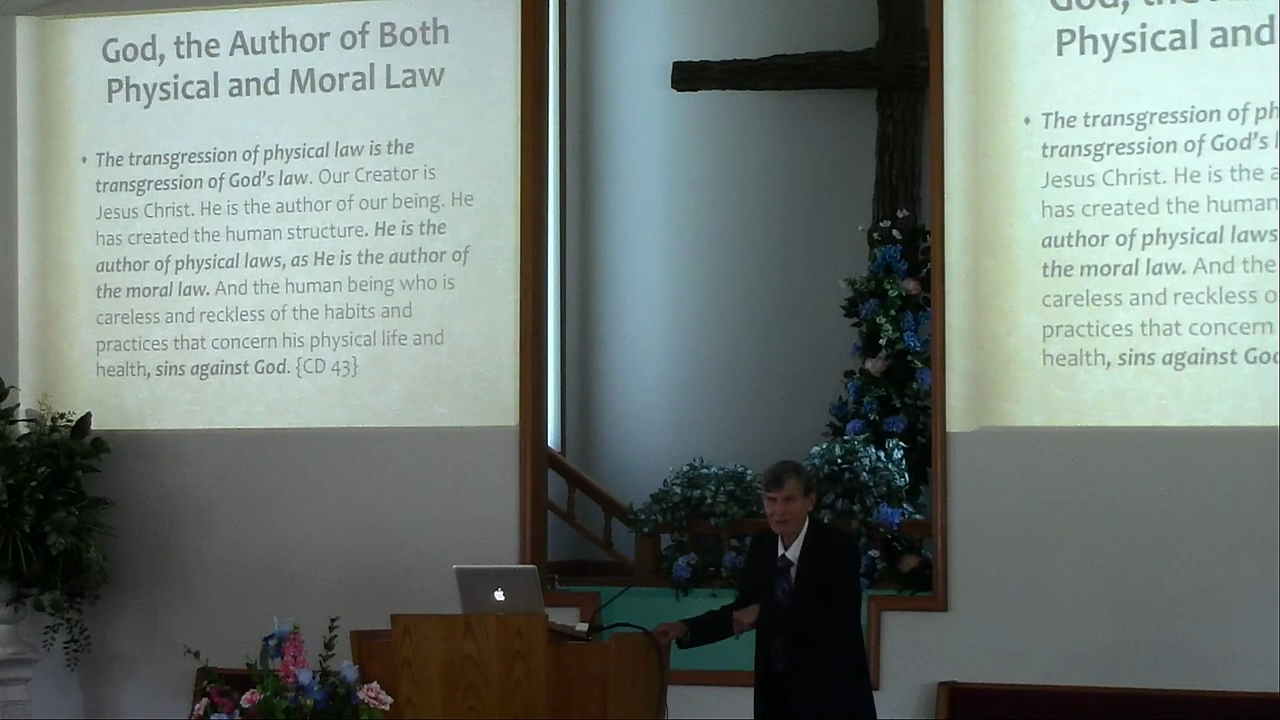 God, the Author of Both
Physical and Moral Law
• The transgression of physical law is the
transgression of God's law. Our Creator is
Jesus Christ. He is the author of our being. He
has created the human structure. He is the
author of physical laws, as He is the author of
the moral law. And the human being who is
careless and reckless of the habits and
practices that concern his physical life and
health, sins against God. {CD 43}
Physical and
• The transgression of ph
transgression of God's l
Jesus Christ. He is the a
has created the human
author of physical laws
the moral law. And the
careless and reckless o
practices that concern
health, sins against God